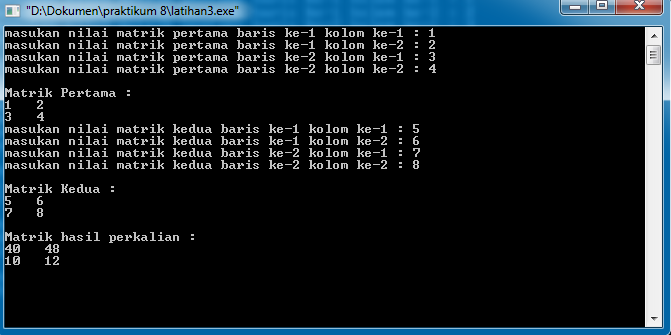 "D:\Dokumen\praktikum 8\latihan3.exe"
masukan nilai matrik pertama baris ke-1 kolom ke-1 : 1
masukan nilai matrik pertama baris ke-1 kolom ke-2 : 2
masukan nilai matrik pertama baris ke-2 kolom ke-1 : 3
masukan nilai matrik pertama baris ke-2 kolom ke-2 : 4
Matrik Pertama :
1 2
3 4
masukan nilai matrik kedua baris ke-1 kolom ke-1 : 5
masukan nilai matrik kedua baris ke-1 kolom ke-2 : 6
masukan nilai matrik kedua baris ke-2 kolom ke-1 : 7
masukan nilai matrik kedua baris ke-2 kolom ke-2 : 8
Matrik Kedua :
5 6
7 8
Matrik hasil perkalian :
40 48
10 12